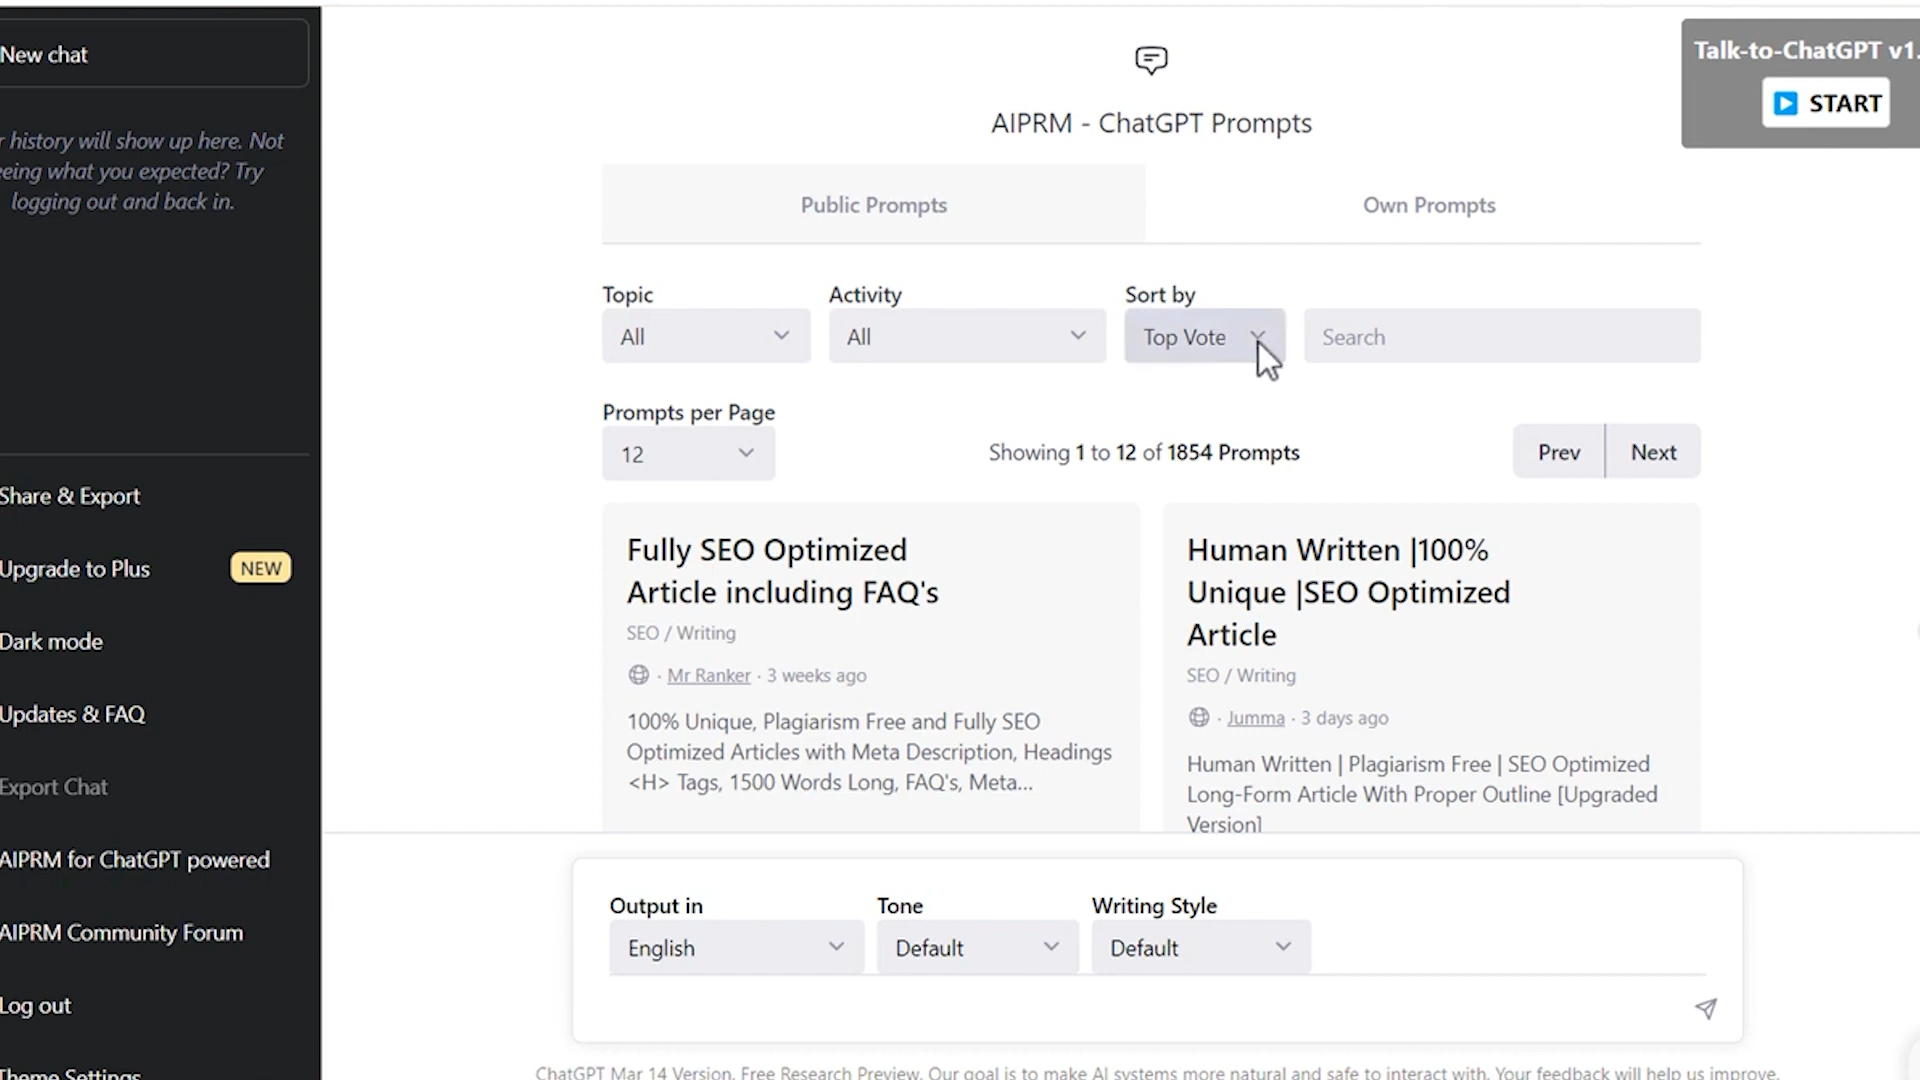 New chat
r history will show up here. Not
eeing what you expected? Try
logging out and back in.
Share & Export
Upgrade to Plus NEW
Dark mode
Updates & FAQ
Export Chat
AIPRM for ChatGPT powered
AIPRM Community Forum
Log out
Theme Settings
Talk-to-ChatGPT v1.
START
AIPRM - ChatGPT Prompts
Public Prompts Own Prompts
Topic Activity Sort by
All All Top Vote Search
Prompts per Page
12 Showing 1 to 12 of 1854 Prompts Prev Next
Fully SEO Optimized
Article including FAQ's
SEO / Writing
· Mr Ranker · 3 weeks ago
100% Unique, Plagiarism Free and Fully SEO
Optimized Articles with Meta Description, Headings
<H> Tags, 1500 Words Long, FAQ's, Meta...
Human Written |100%
Unique |SEO Optimized
Article
SEO / Writing
· Jumma · 3 days ago
Human Written | Plagiarism Free | SEO Optimized
Long-Form Article With Proper Outline [Upgraded
Version]
Output in Tone Writing Style
English Default Default
ChatGPT Mar 14 Version. Free Research Preview. Our goal is to make AI systems more natural and safe to interact with. Your feedback will help us improve.